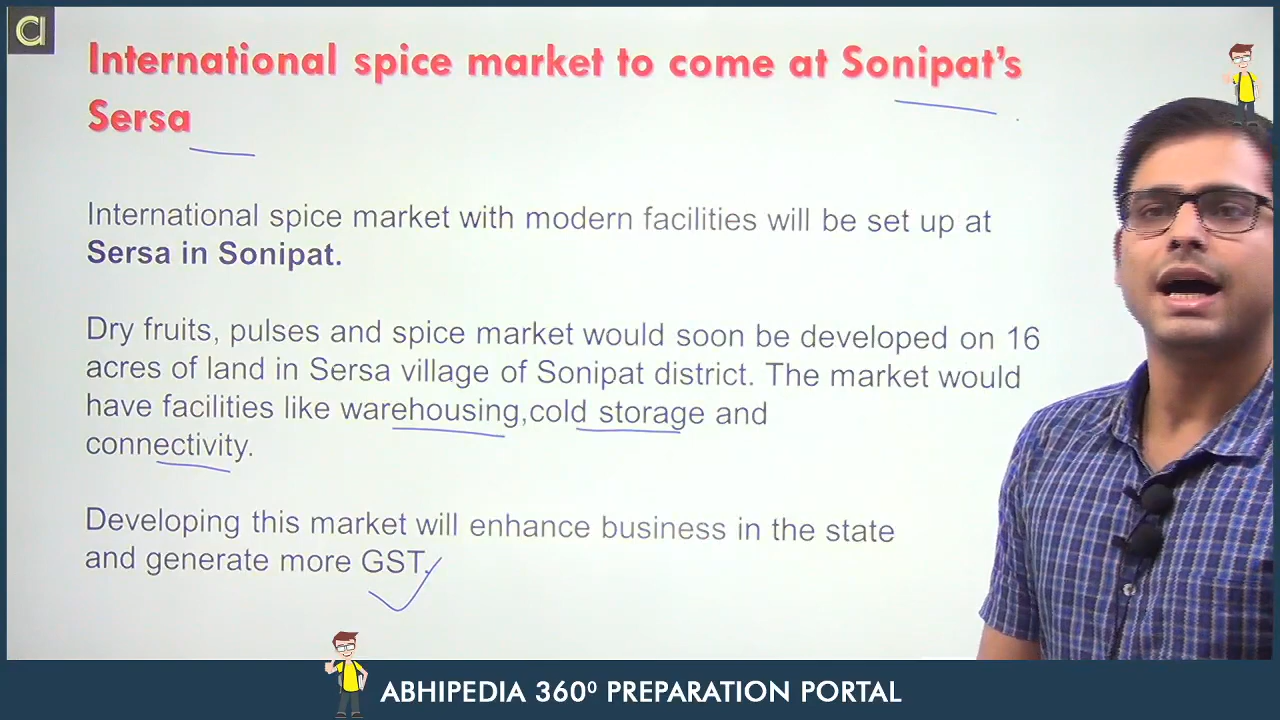 International spice market to come at Sonipat's
Sersa
International spice market with modern facilities will be set up at
Sersa in Sonipat.
Dry fruits, pulses and spice market would soon be developed on 16
acres of land in Sersa village of Sonipat district. The market would
have facilities like warehousing,cold storage and
connectivity.
Developing this market will enhance business in the state
and generate more GST.
ABHIPEDIA 360⁰ PREPARATION PORTAL